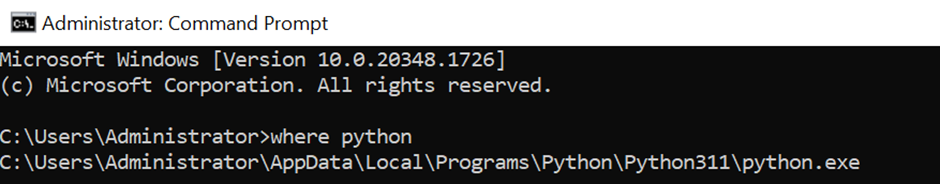 Administrator: Command Prompt
Microsoft Windows [Version 10.0.20348.1726]
(c) Microsoft Corporation. All rights reserved.
C:\Users\Administrator>where python
C:\Users\Administrator\AppData\Local\Programs\Python\Python311\python.exe